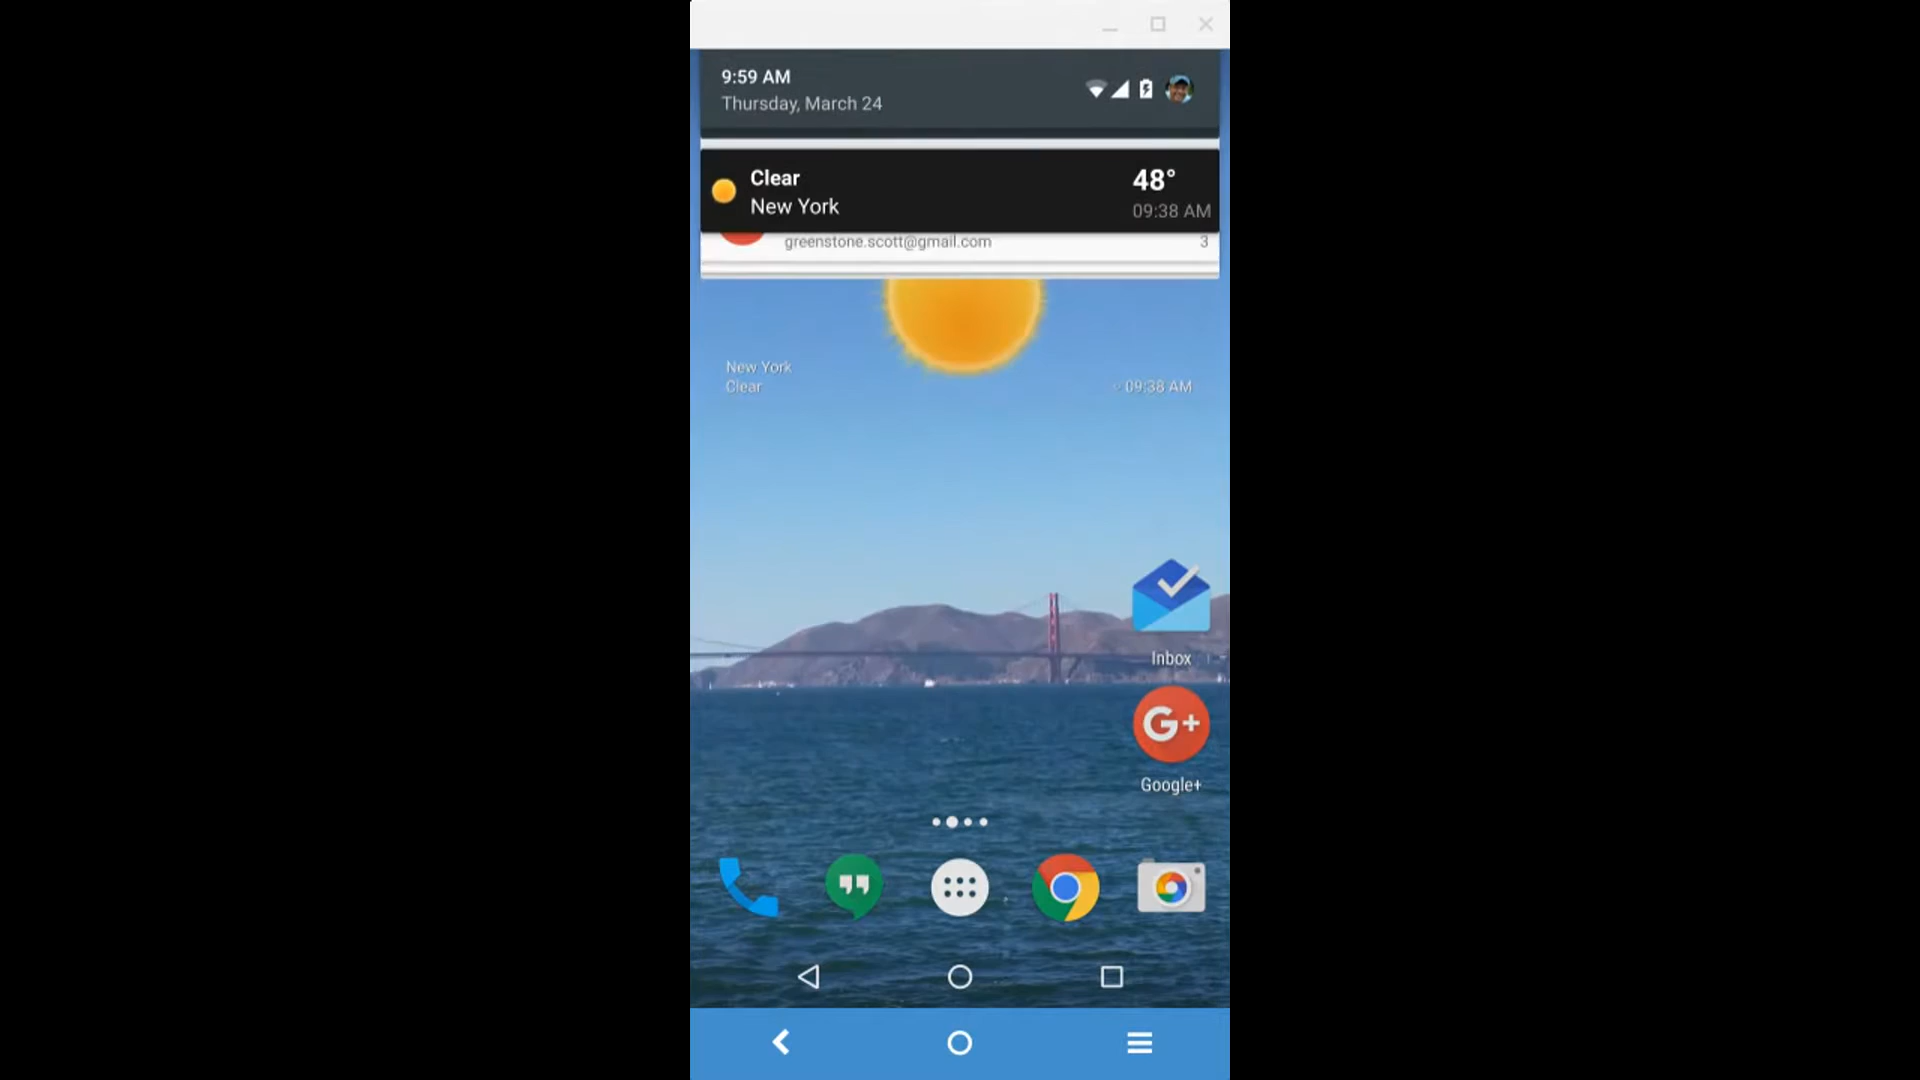 9:59 AM
Thursday, March 24
Clear
48°
New York
09:38 AM
greenstone.scott@gmail.com
3
New York
Clear
09:38 AM
Inbox
G+
Google+